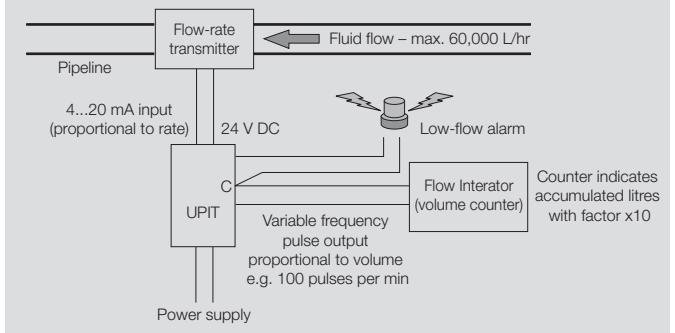 Flow-rate
transmitter
Fluid flow – max. 60,000 L/hr
Pipeline
4...20 mA input
(proportional to rate)
24 V DC
Low-flow alarm
C
UPIT
Flow Interator
(volume counter)
Counter indicates
accumulated litres
with factor x10
Variable frequency
pulse output
proportional to volume
e.g. 100 pulses per min
Power supply